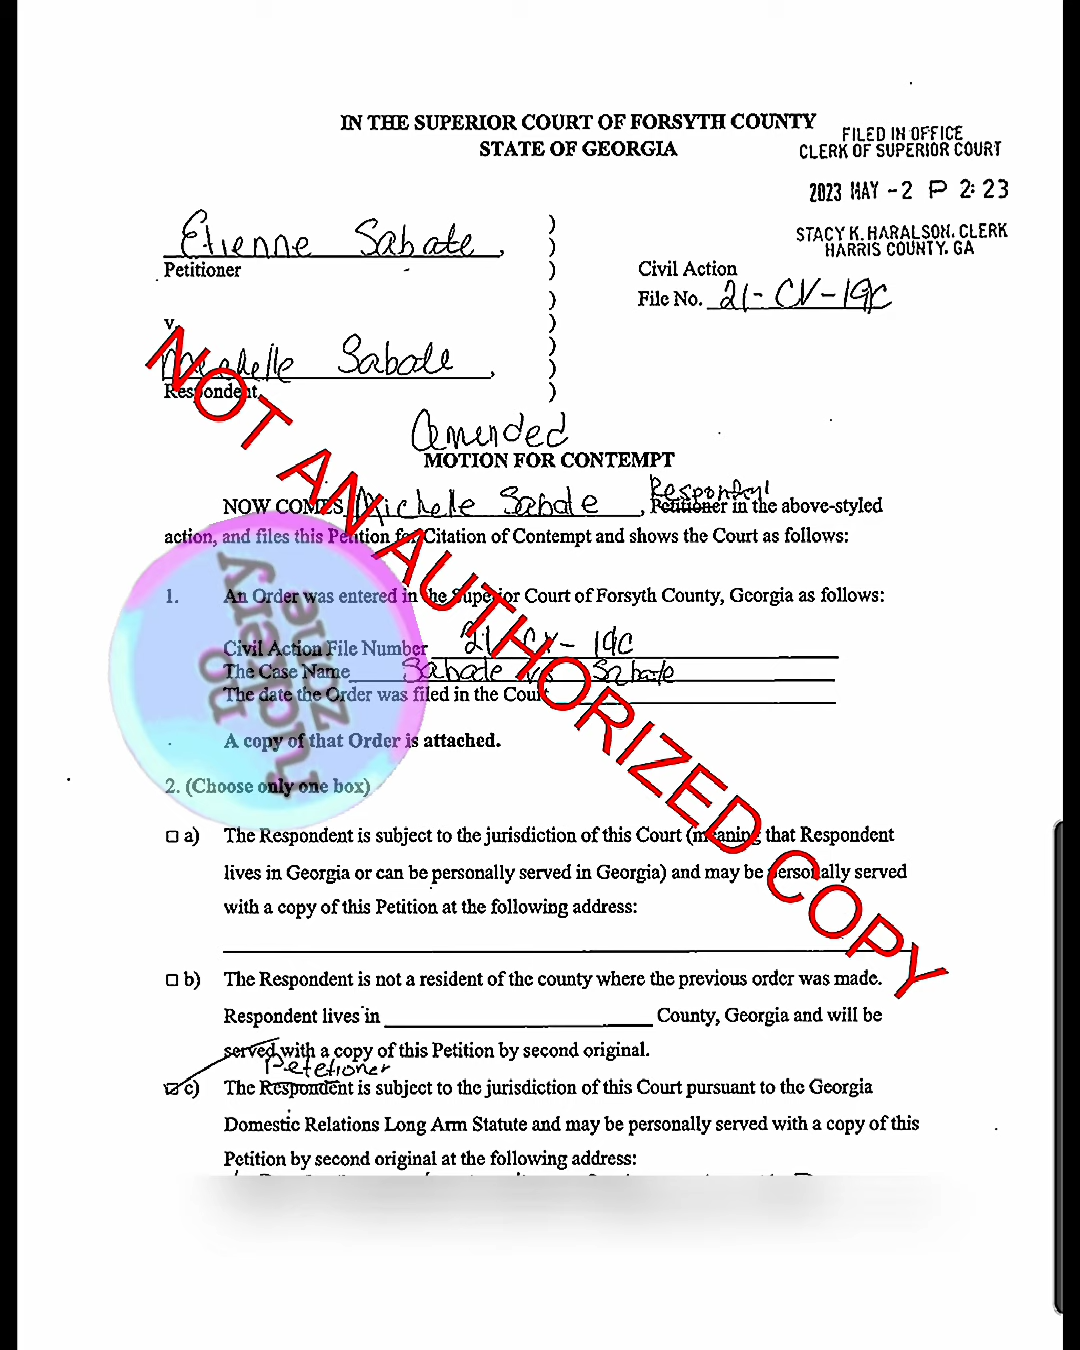 IN THE SUPERIOR COURT OF FORSYTH COUNTY
STATE OF GEORGIA
FILED IN OFFICE
CLERK OF SUPERIOR COURT
2023 MAY -2 P 2:23
STACY K. HARALSON, CLERK
HARRIS COUNTY, GA
Etienne Sabate,
Petitioner
Civil Action
File No. 21-CV-19C
v.
Michelle Sabate,
Respondent.
Amended
MOTION FOR CONTEMPT
Respondent
NOW COMES Michelle Sabate, Petitioner in the above-styled
action, and files this Petition for Citation of Contempt and shows the Court as follows:
1. An Order was entered in the Superior Court of Forsyth County, Georgia as follows:
Civil Action File Number 21-CV-19C
The Case Name Sabate vs Sabate
The date the Order was filed in the Court
A copy of that Order is attached.
2. (Choose only one box)
a) The Respondent is subject to the jurisdiction of this Court (meaning that Respondent
lives in Georgia or can be personally served in Georgia) and may be personally served
with a copy of this Petition at the following address:
b) The Respondent is not a resident of the county where the previous order was made.
Respondent lives in ____ County, Georgia and will be
served with a copy of this Petition by second original.
Petetioner
c) The Respondent is subject to the jurisdiction of this Court pursuant to the Georgia
Domestic Relations Long Arm Statute and may be personally served with a copy of this
Petition by second original at the following address:
NOT AN AUTHORIZED COPY